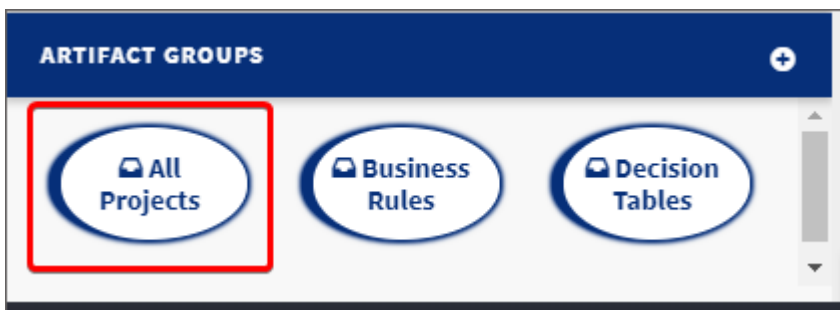 ARTIFACT GROUPS
All
Projects
Business
Rules
Decision
Tables